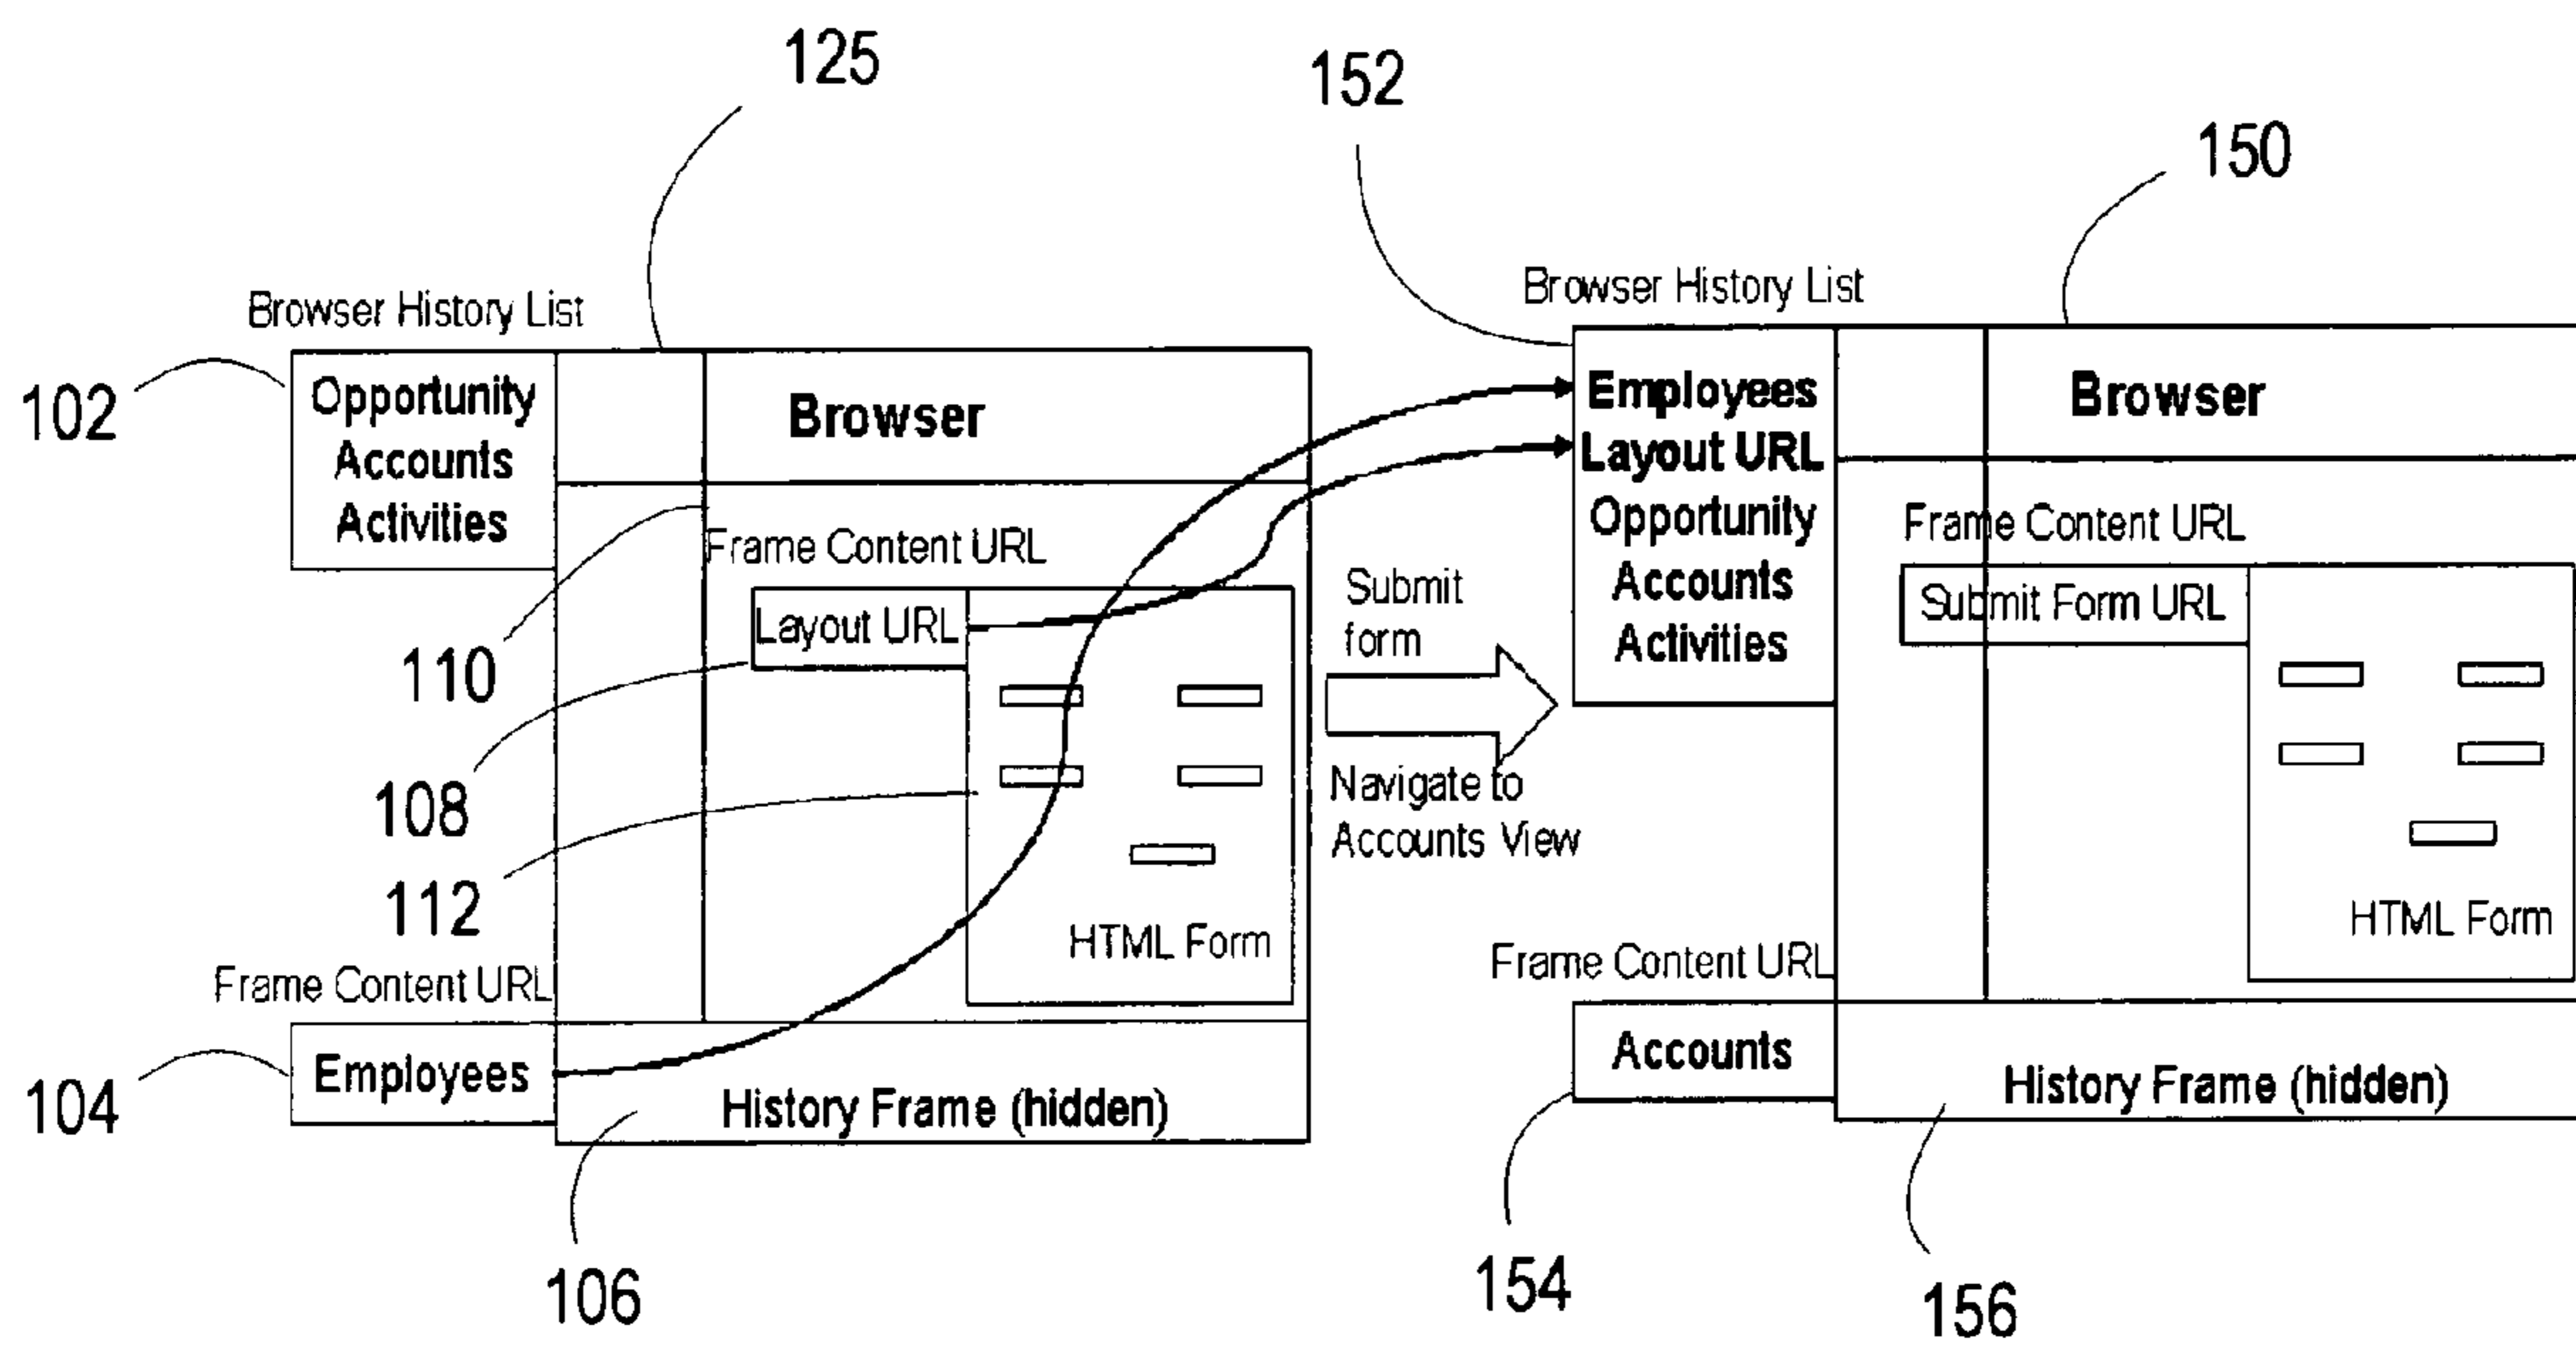 125
152
150
Browser History List
Browser History List
102
Opportunity
Accounts
Activities
Browser
Employees
Layout URL
Opportunity
Accounts
Activities
Browser
Frame Content URL
Frame Content URL
Layout URL
Submit
form
Submit Form URL
110
108
Navigate to
Accounts View
112
HTML Form
HTML Form
Frame Content URL
Frame Content URL
104
Employees
History Frame (hidden)
Accounts
History Frame (hidden)
106
154
156